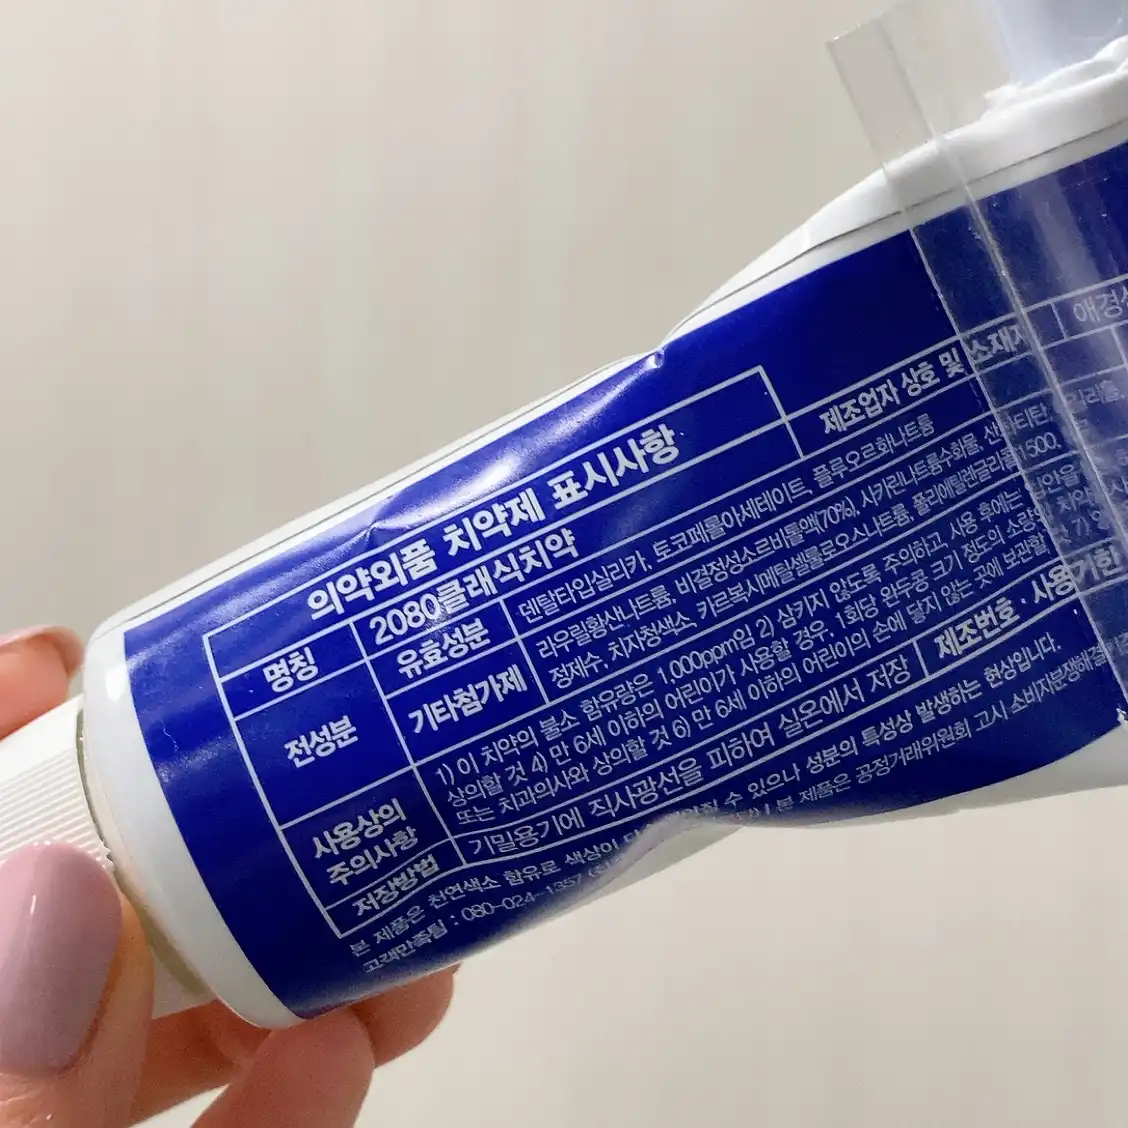 의약외품 치약제 표시사항
제조업자 상호 및 소재지
명칭
2080클래식치약
전성분
유효성분
덴탈타입실리카, 토코페롤아세테이트, 플루오르화나트륨
기타첨가제
라우릴황산나트륨, 비결정성소르비톨액(70%), 사카린나트륨수화물,
정제수, 치자청색소, 카르복시메틸셀룰로오스나트륨, 폴리에틸렌글리콜1500,
사용상의
주의사항
1) 이 치약의 불소 함유량은 1,000ppm임 2) 삼키지 않도록 주의하고, 사용 후에는
상의할 것 4) 만 6세 이하의 어린이가 사용할 경우, 1회당 완두콩 크기 정도의 소량의
또는 치과의사와 상의할 것 6) 만 6세 이하의 어린이의 손에 닿지 않는 곳에 보관할 것 7)
저장방법
기밀용기에 직사광선을 피하여 실온에서 저장
제조번호 · 사용기한
본 제품은 천연색소 함유로 색상이 수 있으나 성분의 특성상 발생하는 현상입니다.
고객만족팀 : 080-024-1357 본 제품은 공정거래위원회 고시 소비자분쟁해결